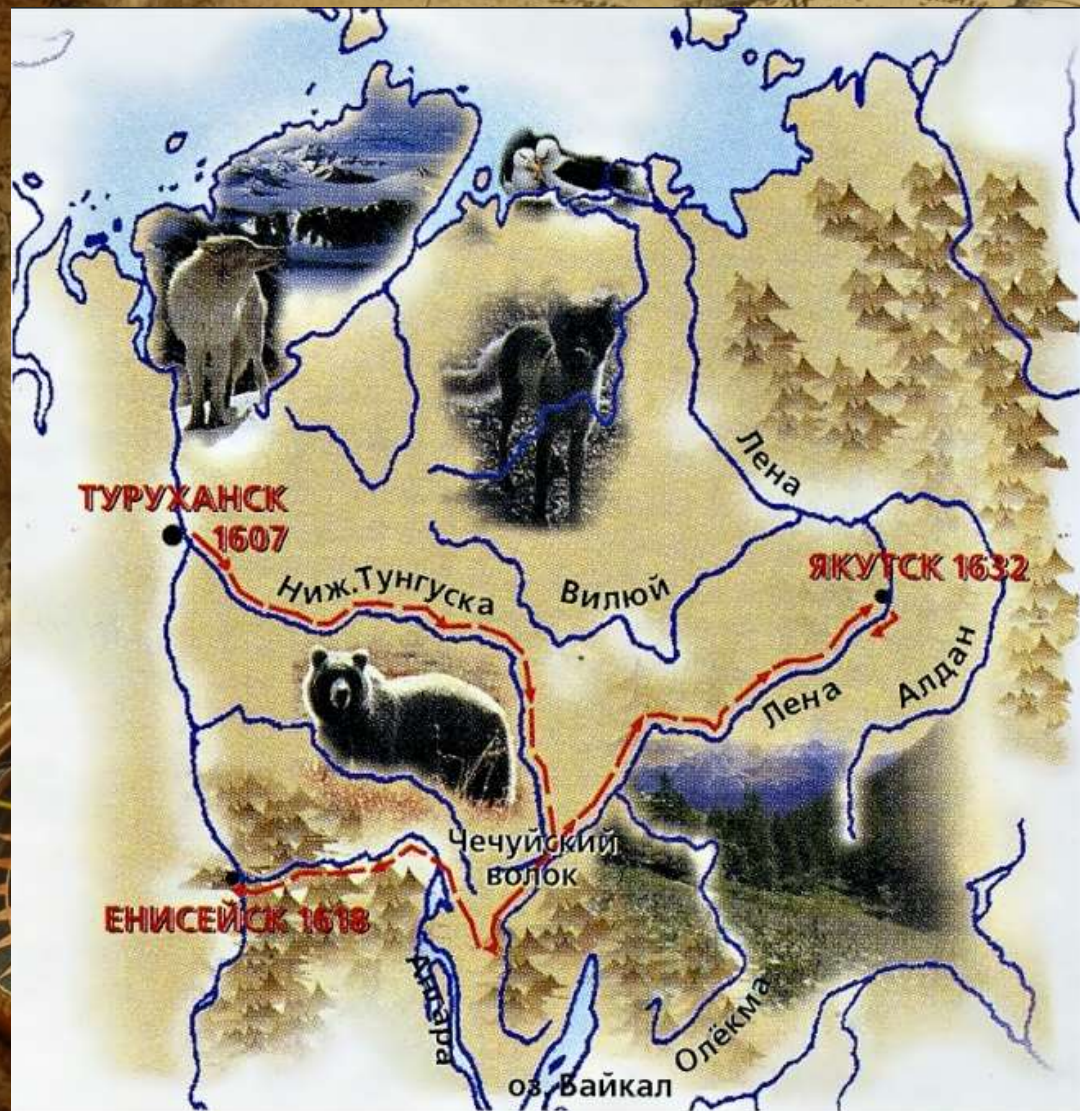 Лена
ТУРУХАНСК
1607
ЯКУТСК 1632
Ниж.Тунгуска
Вилюй
Алдан
Лена
Чечуйский
волок
ЕНИСЕЙСК 1618
Ангара
Олёкма
оз. Байкал